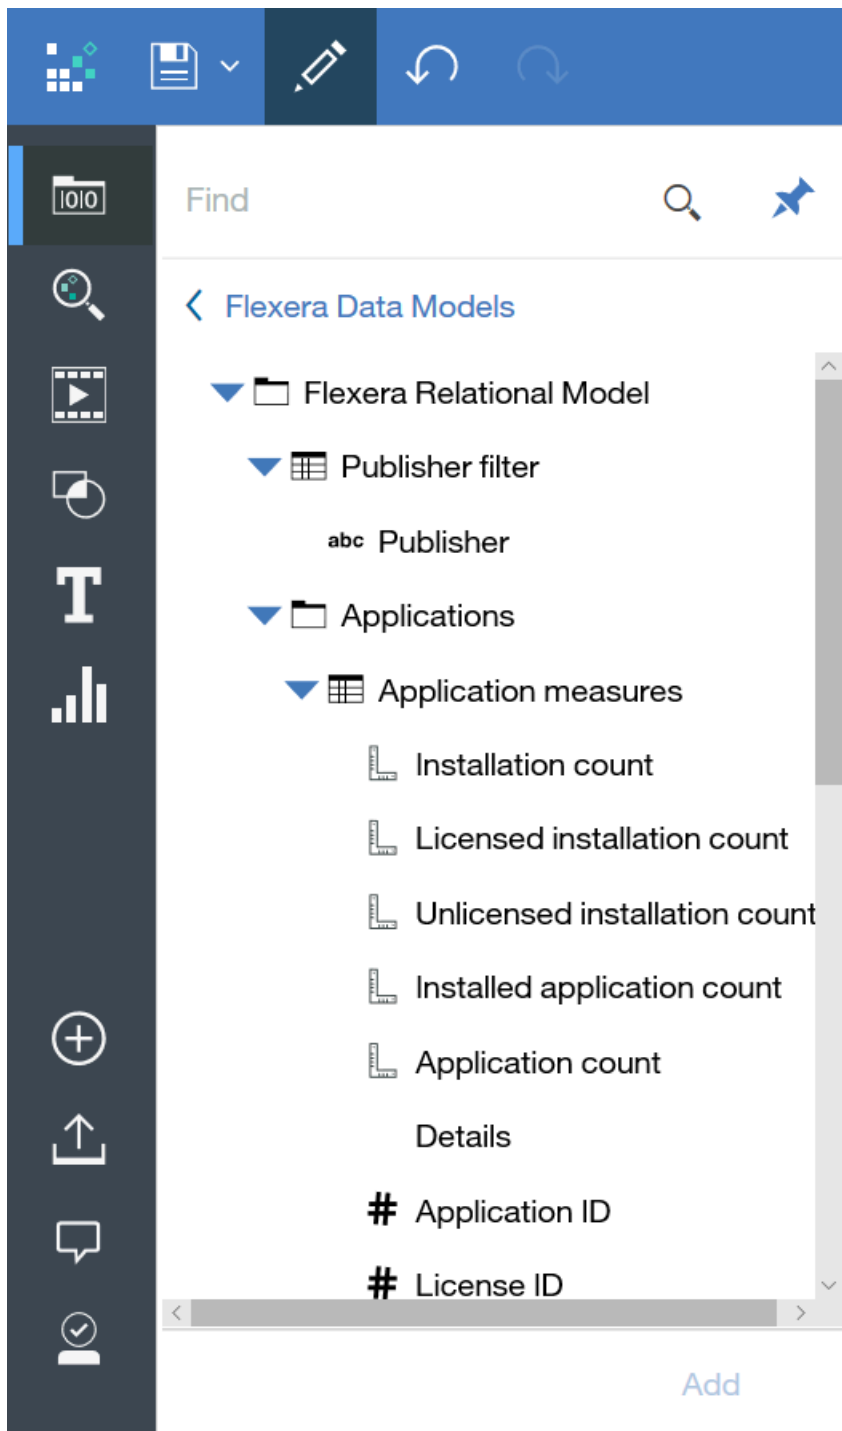 Find
Flexera Data Models
Flexera Relational Model
Publisher filter
abc Publisher
Applications
Application measures
Installation count
Licensed installation count
Unlicensed installation count
Installed application count
Application count
Details
# Application ID
# License ID
Add